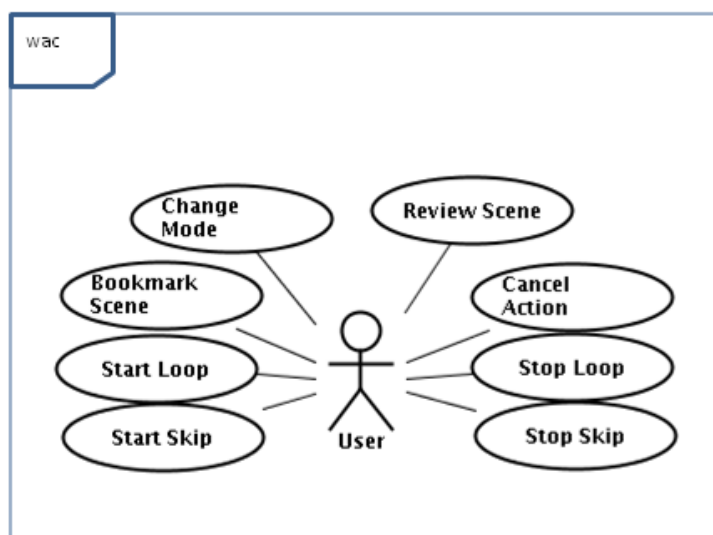 wac
Change
Mode
Review Scene
Bookmark
Scene
Cancel
Action
Start Loop
Stop Loop
Start Skip
Stop Skip
User